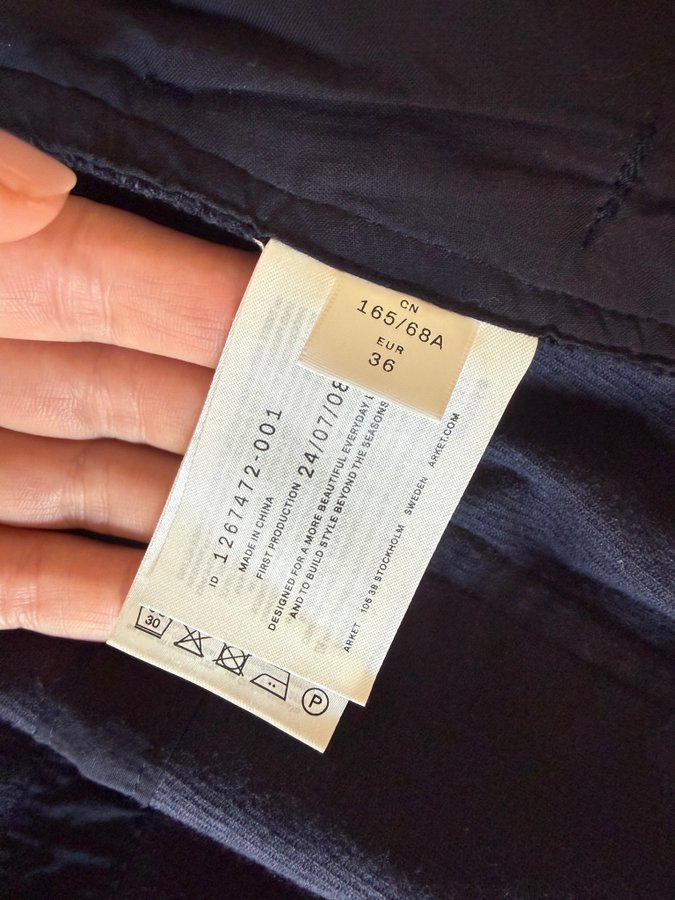 CN
165/68A
EUR
36
ID 1267472-001
MADE IN CHINA
FIRST PRODUCTION 24/07/08
DESIGNED FOR A MORE BEAUTIFUL EVERYDAY
AND TO BUILD STYLE BEYOND THE SEASONS
ARKET 106 38 STOCKHOLM SWEDEN ARKET.COM
30
P